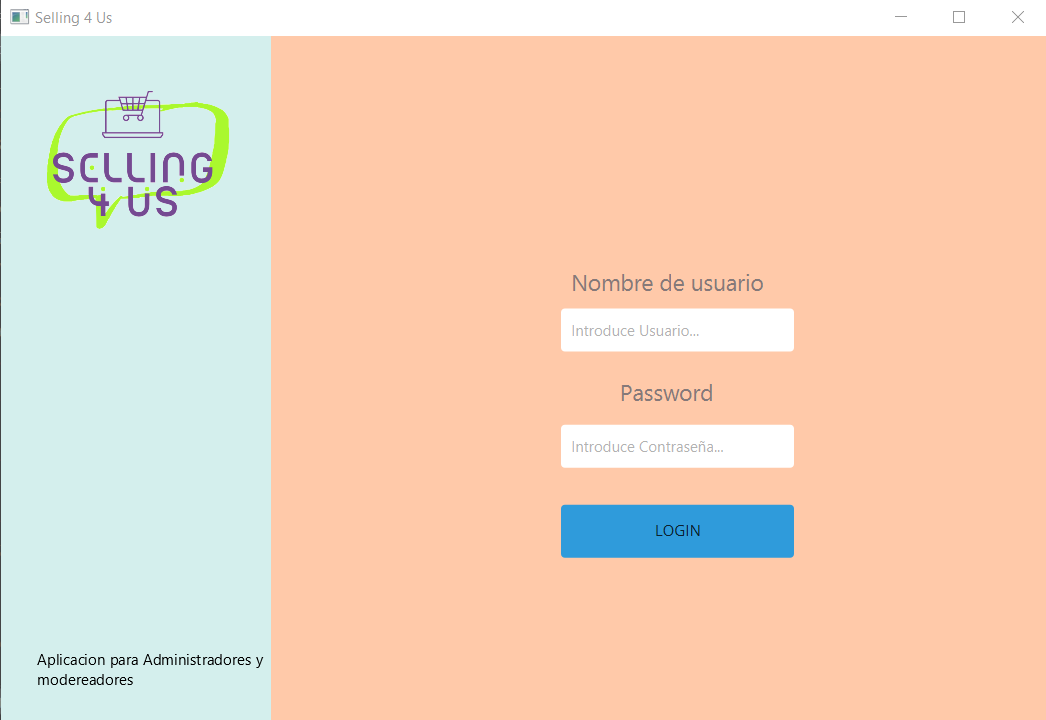 Selling 4 Us
SELLING
4 US
Nombre de usuario
Introduce Usuario...
Password
Introduce Contraseña...
LOGIN
Aplicacion para Administradores y
modereadores